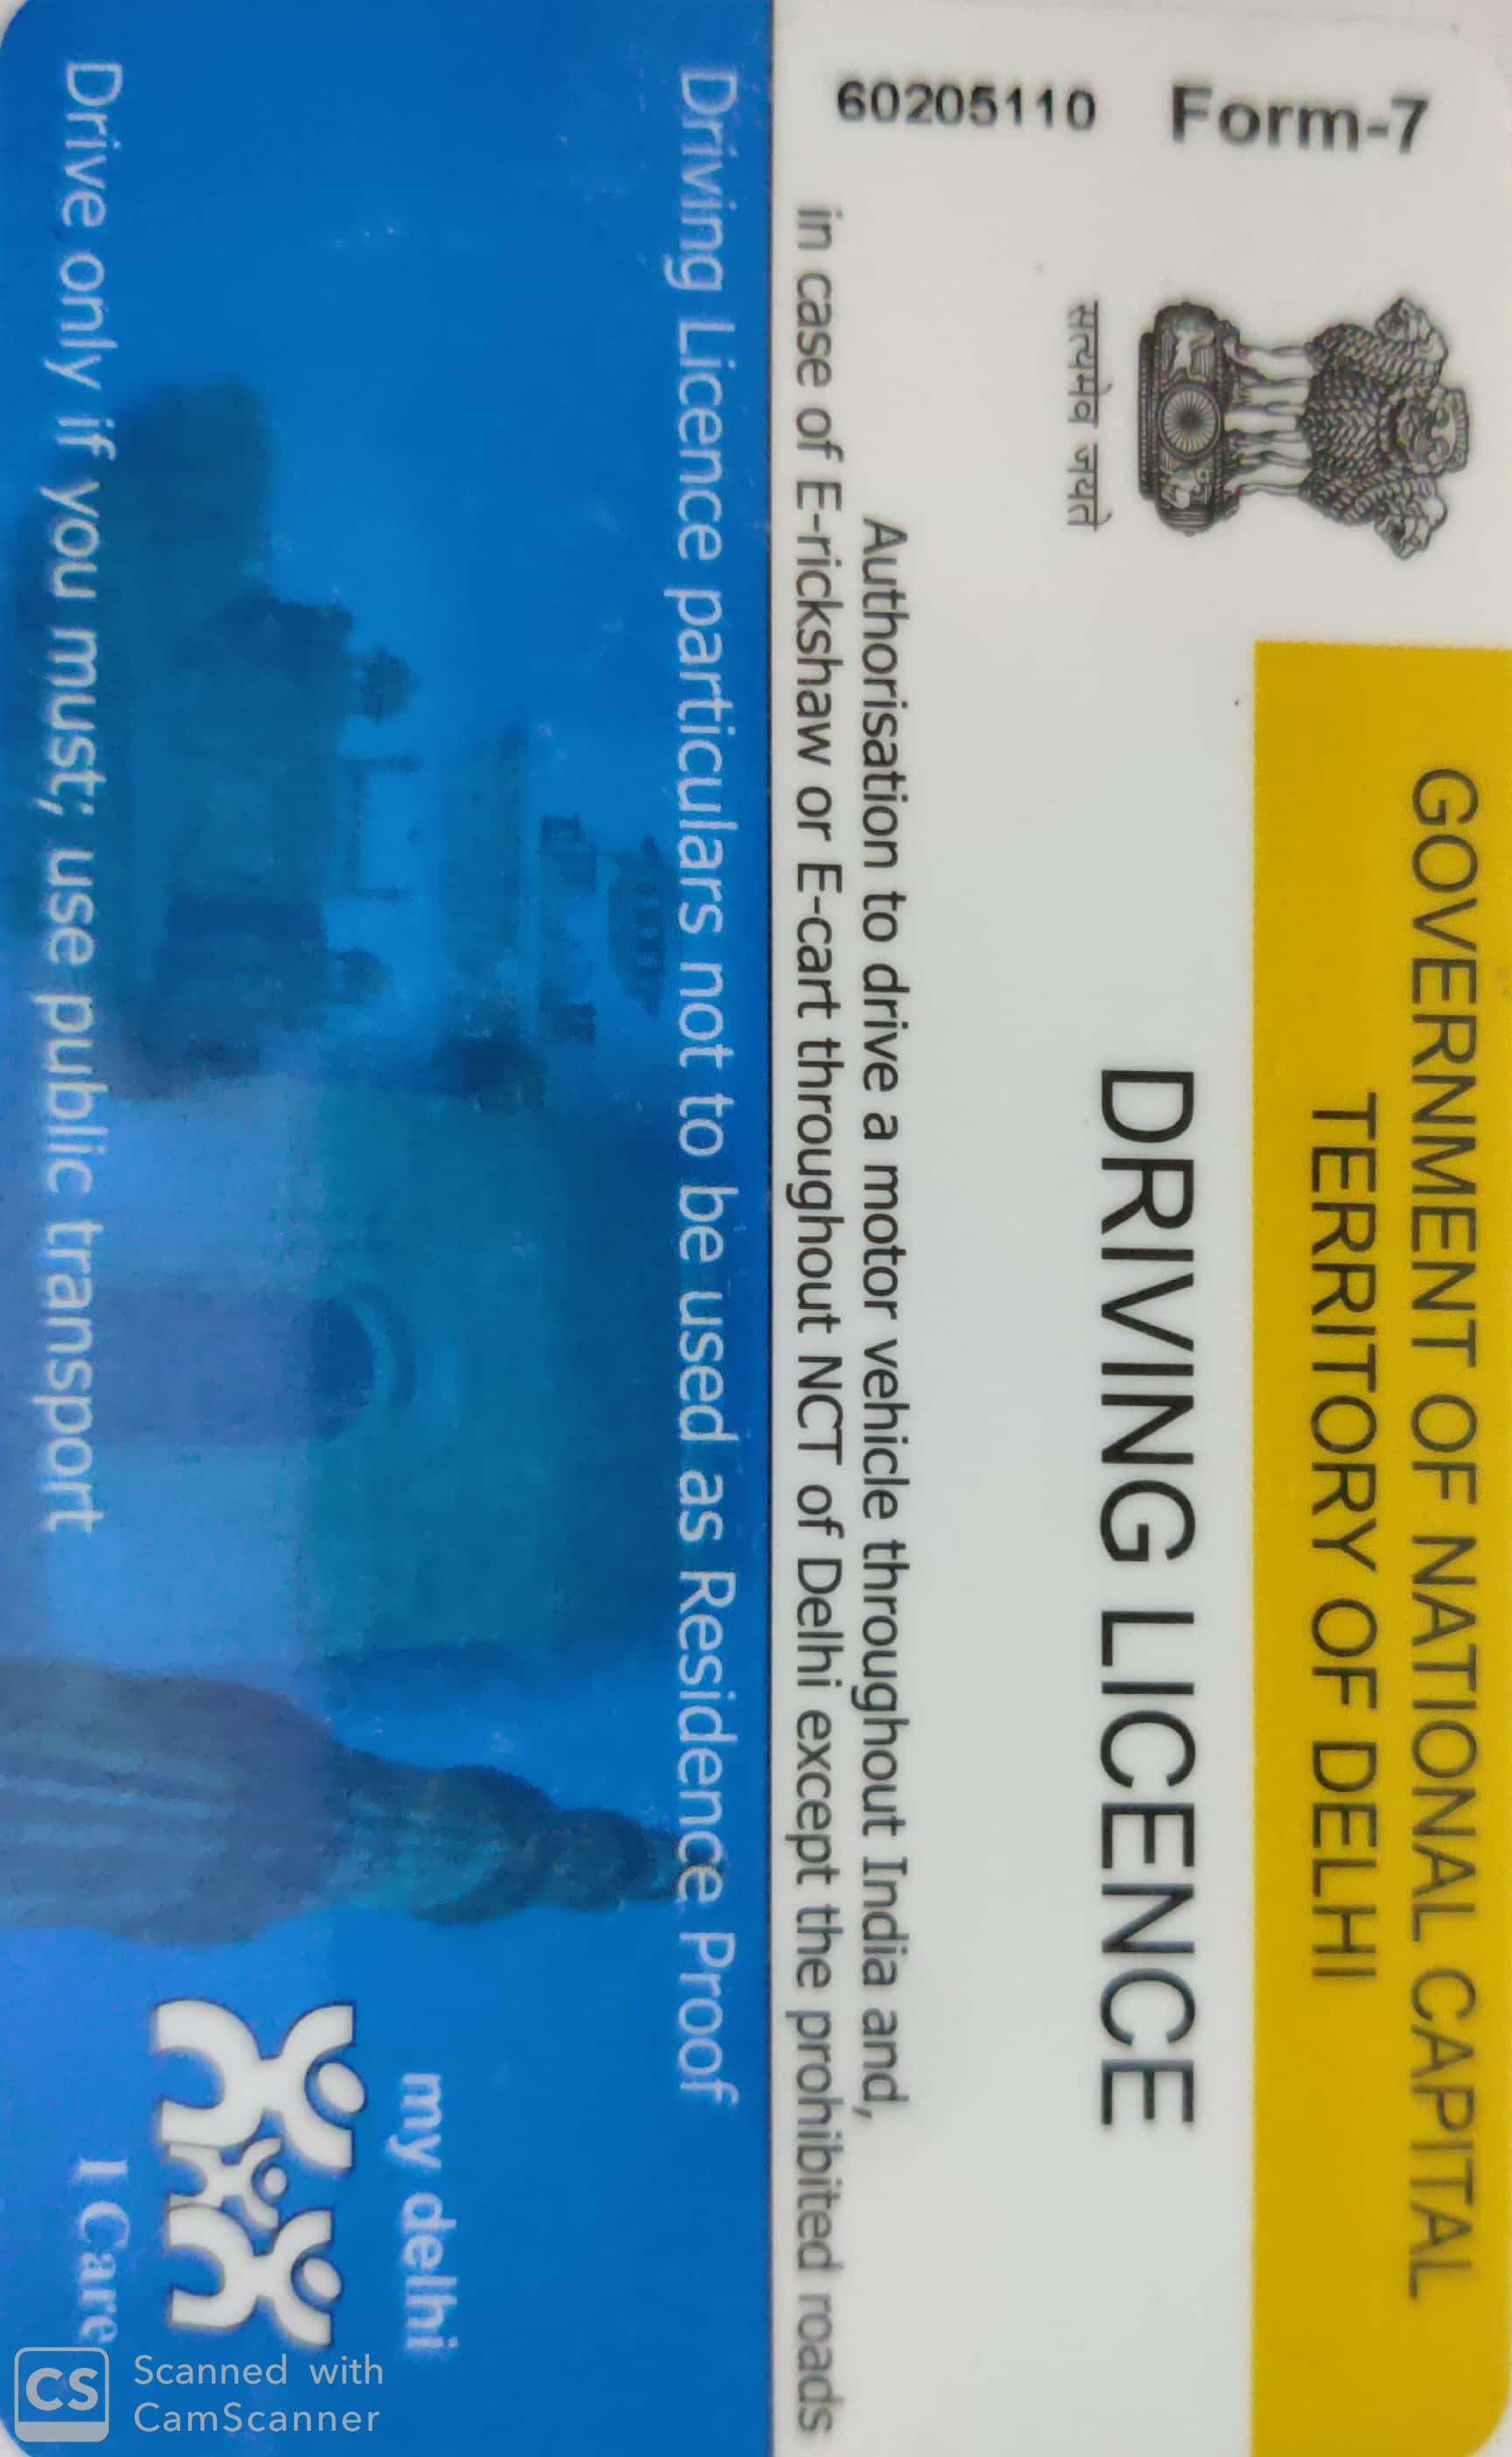 GOVERNMENT OF NATIONAL CAPITAL
TERRITORY OF DELHI
Form-7
602205110
सत्यमेव जयते
DRIVING LICENCE
Authorisation to drive a motor vehicle throughout India and,
in case of E-rickshaw or E-cart throughout NCT of Delhi except the prohibited roads
Driving Licence particulars not to be used as Residence Proof
my delhi
I Care
Drive only if you must; use public transport
CS
Scanned with
CamScanner